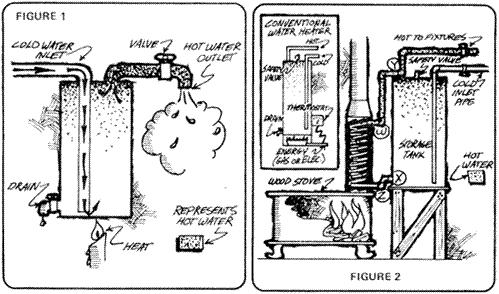 FIGURE 1
COLD WATER
INLET
VALVE
HOT WATER
OUTLET
DRAIN
HEAT
REPRESENTS
HOT WATER
CONVENTIONAL
WATER HEATER
HOT
COLD
SAFETY
VALVE
THERMOSTAT
DRAIN
ENERGY
(GAS OR ELEC)
HOT TO FIXTURES
SAFETY VALVE
Y
COLD
INLET
PIPE
W
STORAGE
TANK
HOT
WATER
X
Z
WOOD STOVE
FIGURE 2